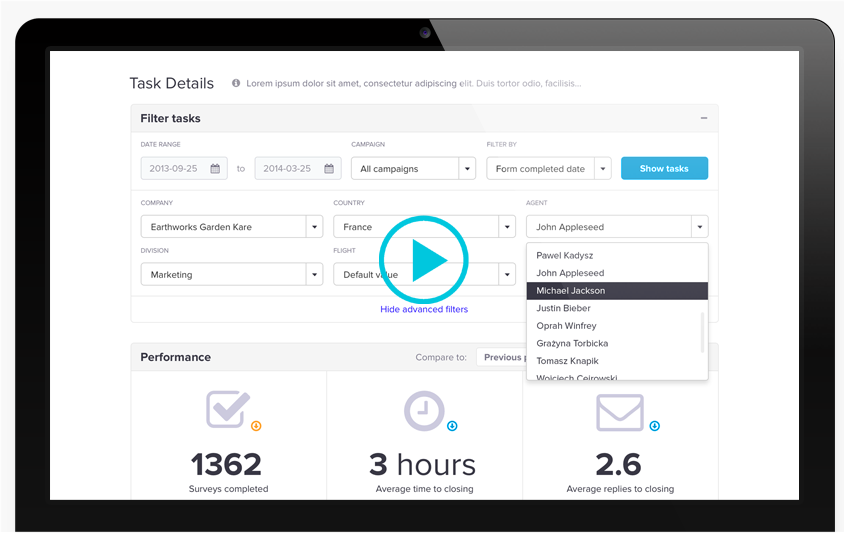 Task Details
Lorem ipsum dolor sit amet, consectetur adipiscing elit. Duis tortor odio, facilisis...
Filter tasks
DATE RANGE CAMPAIGN FILTER BY
2013-09-25 to 2014-03-25 All campaigns Form completed date Show tasks
COMPANY COUNTRY AGENT
Earthworks Garden Kare France John Appleseed
DIVISION FLIGHT
Marketing Default value
Pawel Kadysz
John Appleseed
Michael Jackson
Justin Bieber
Oprah Winfrey
Grażyna Torbicka
Tomasz Knapik
Wojciech Cejrowski
Hide advanced filters
Performance Compare to: Previous
1362 3 hours 2.6
Surveys completed Average time to closing Average replies to closing